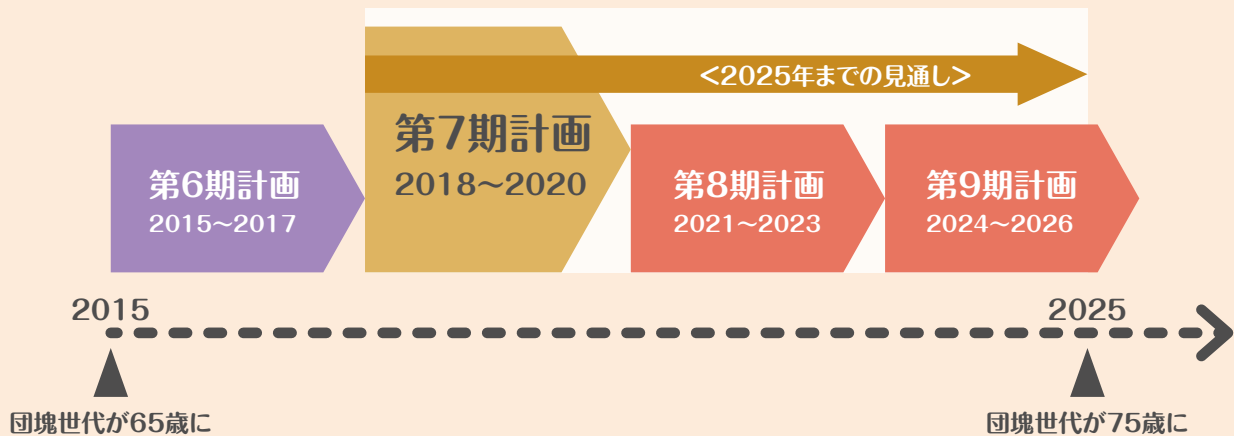 <2025年までの見通し>
第6期計画
2015~2017
第7期計画
2018~2020
第8期計画
2021~2023
第9期計画
2024~2026
2015
2025
団塊世代が65歳に
団塊世代が75歳に